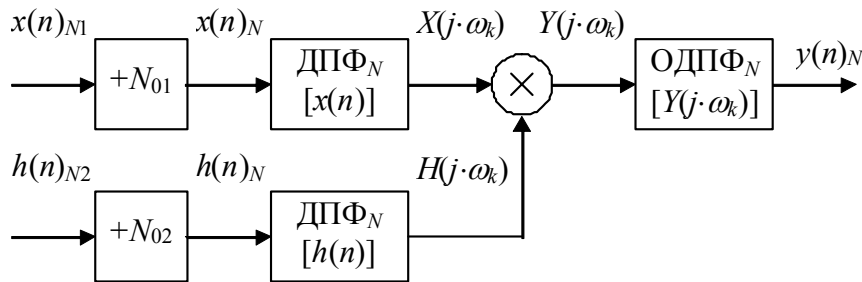 x(n)N1 x(n)N X(j·ωk) Y(j·ωk) y(n)N
+N01
ДПФN
[x(n)]
×
ОДПФN
[Y(j·ωk)]
h(n)N2 h(n)N H(j·ωk)
+N02
ДПФN
[h(n)]